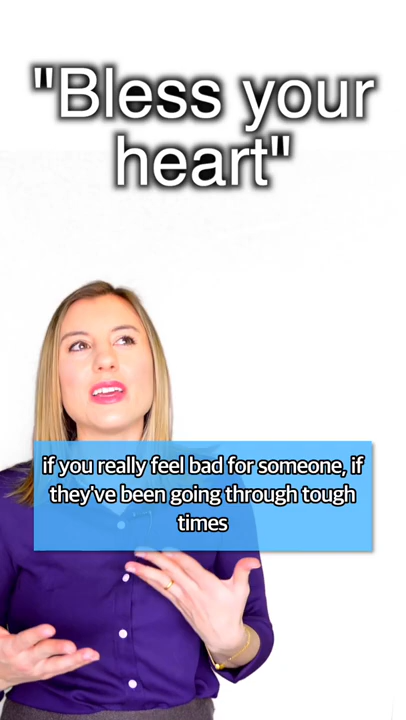 "Bless your
heart"
if you really feel bad for someone, if
they've been going through tough
times